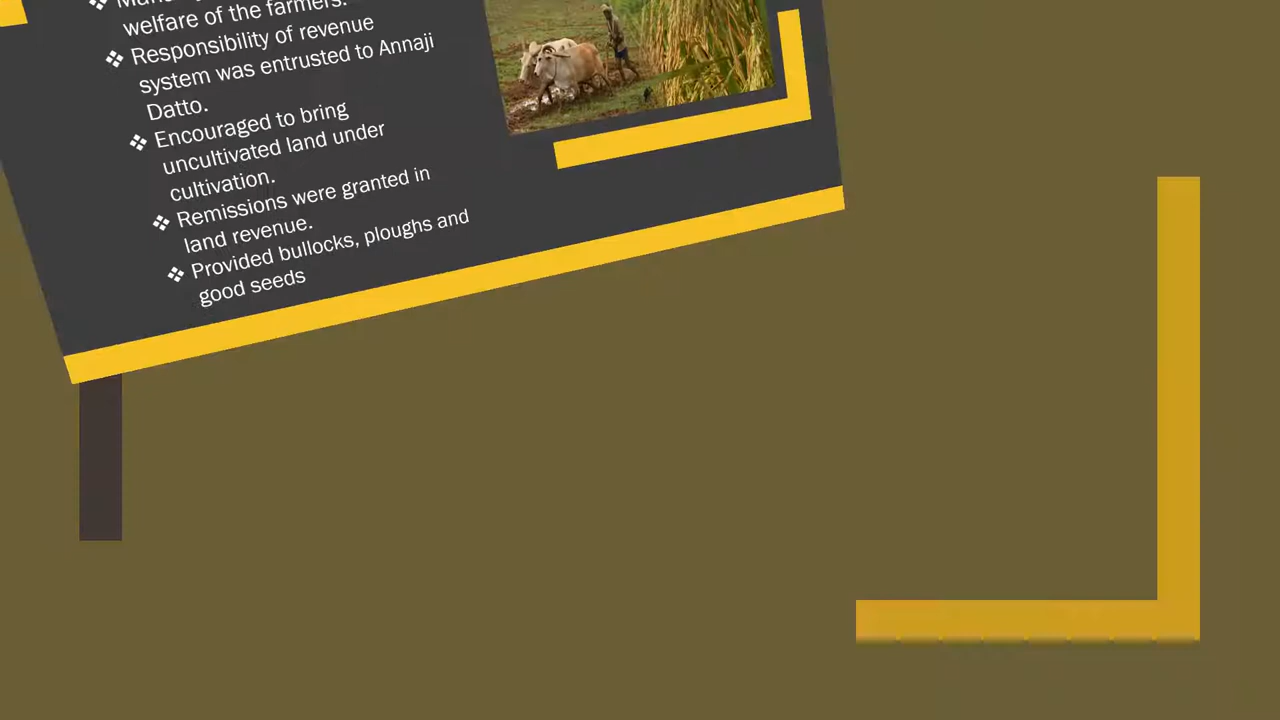 welfare of the farmers.
Responsibility of revenue
system was entrusted to Annaji
Datto.
Encouraged to bring
uncultivated land under
cultivation.
Remissions were granted in
land revenue.
Provided bullocks, ploughs and
good seeds